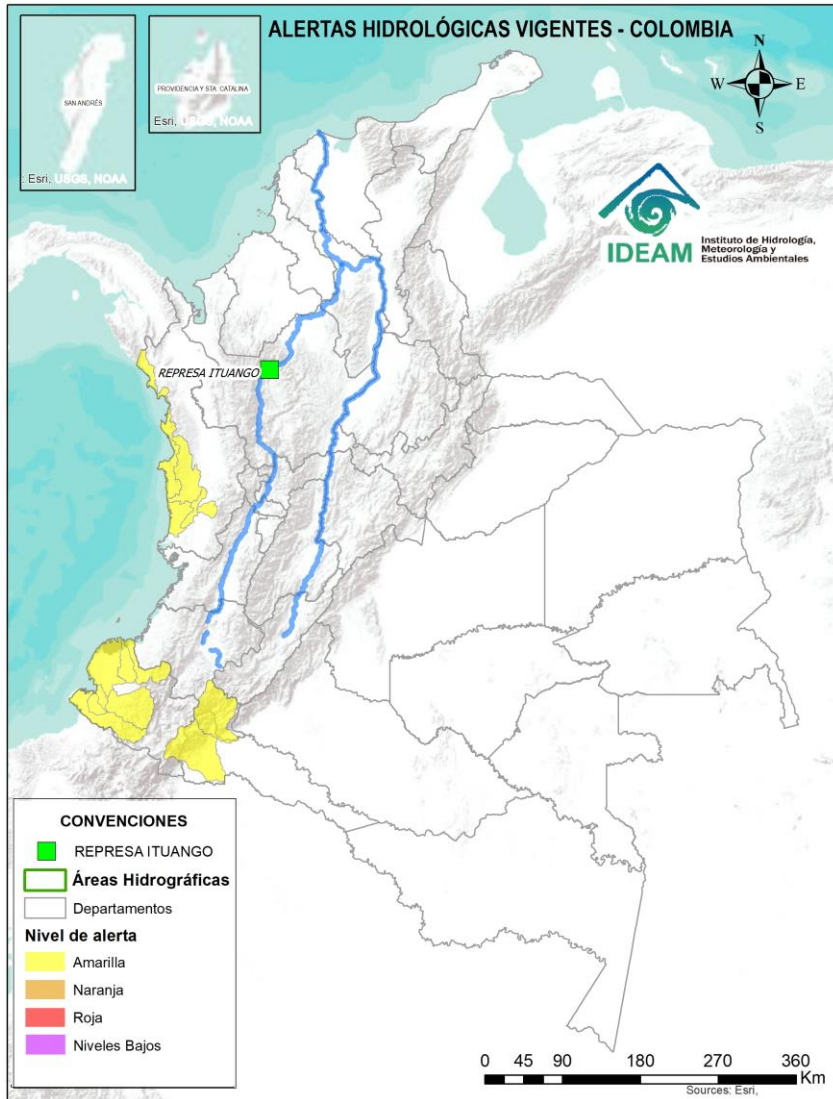 ALERTAS HIDROLÓGICAS VIGENTES - COLOMBIA
SAN ANDRÉS
: Esri, USGS, NOAA
PROVIDENCIA Y STA. CATALINA
Esri, USGS, NOAA
N
W
E
S
IDEAM
Instituto de Hidrología,
Meteorología y
Estudios Ambientales
REPRESA ITUANGO
CONVENCIONES
REPRESA ITUANGO
Áreas Hidrográficas
Departamentos
Nivel de alerta
Amarilla
Naranja
Roja
Niveles Bajos
0 45 90 180 270 360
Km
Sources: Esri,